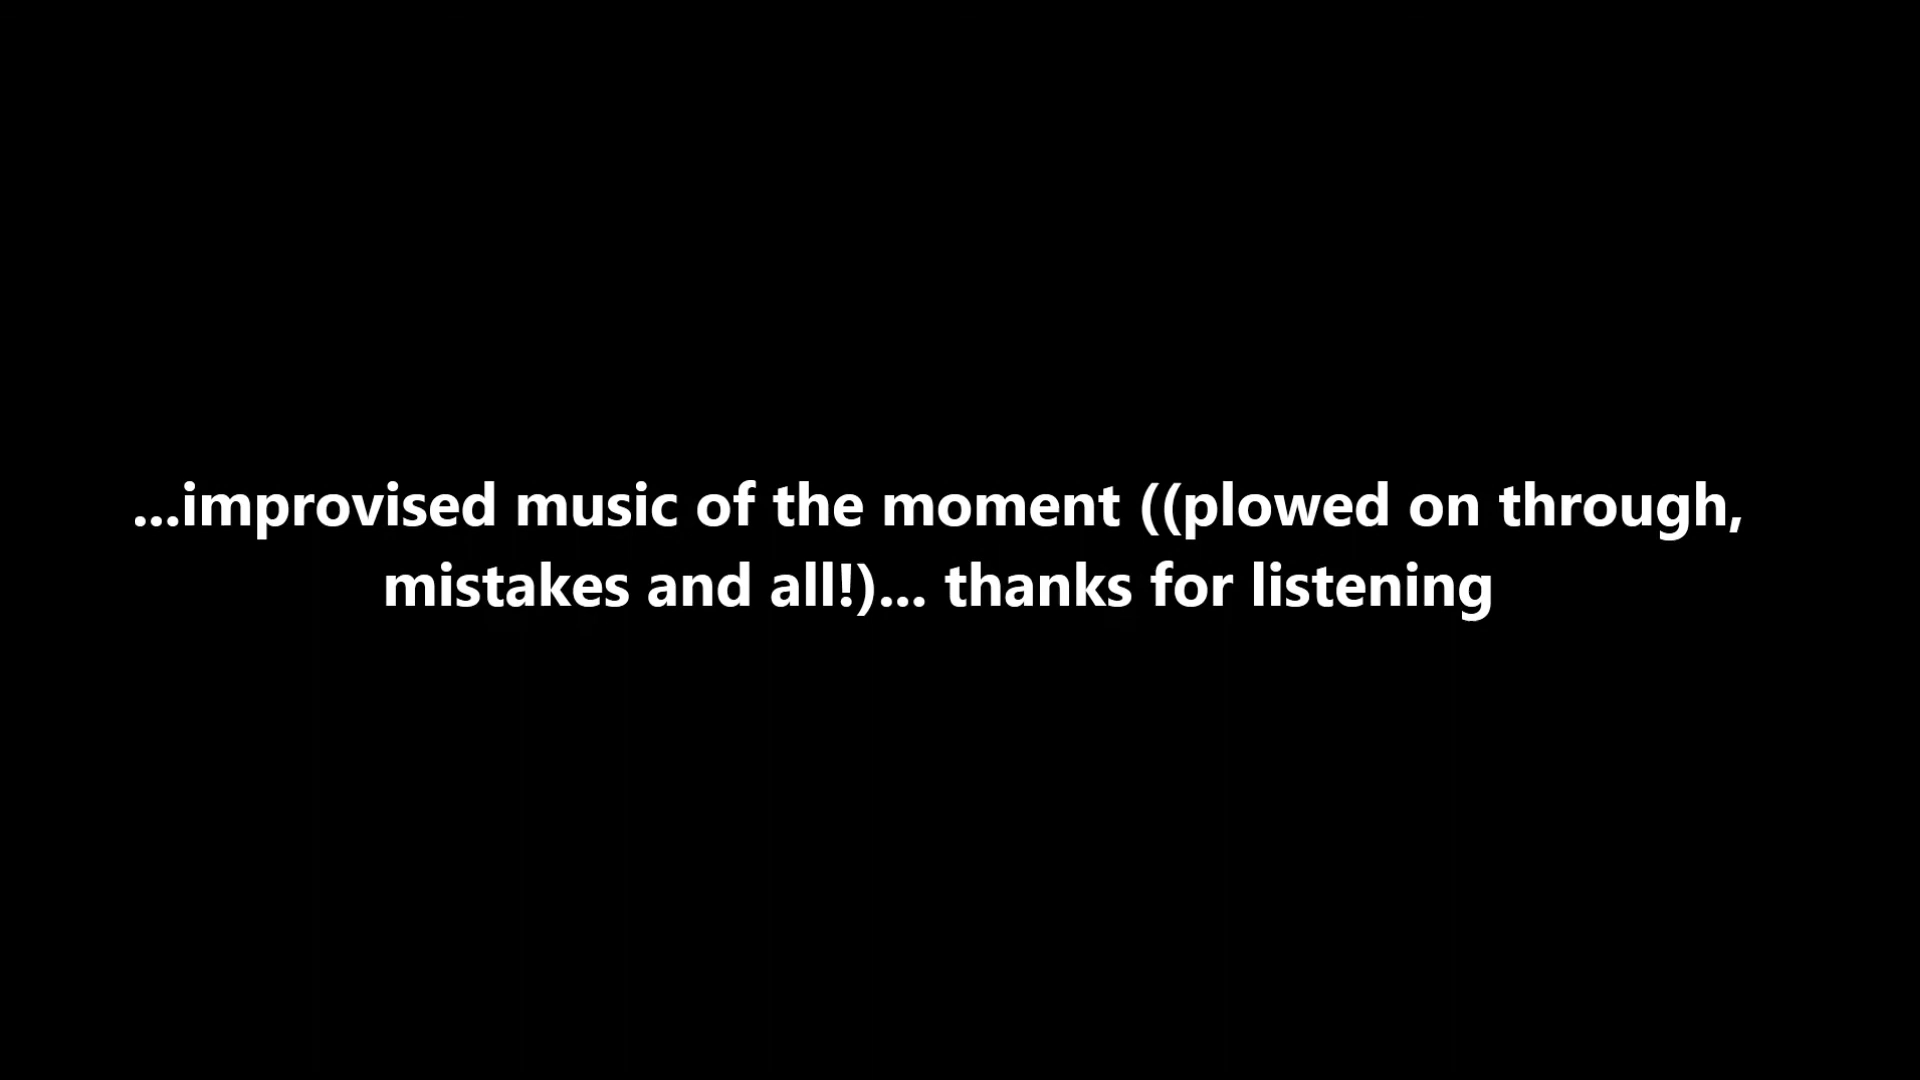 ...improvised music of the moment ((plowed on through,
mistakes and all!)... thanks for listening